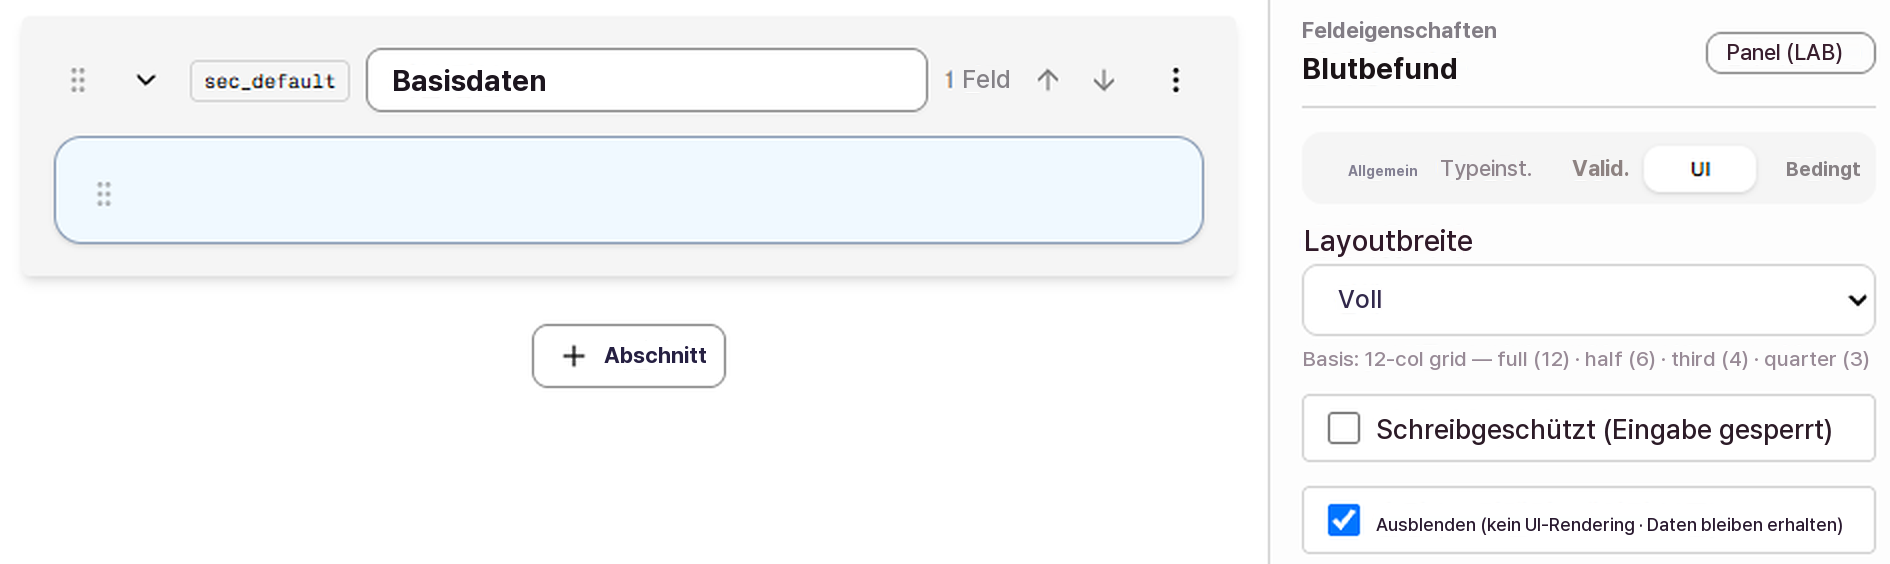 sec_default
Basisdaten
1 Feld
Abschnitt
Feldeigenschaften
Blutbefund
Panel (LAB)
Allgemein Typeinst. Valid. UI Bedingt
Layoutbreite
Voll
Basis: 12-col grid — full (12) · half (6) · third (4) · quarter (3)
Schreibgeschützt (Eingabe gesperrt)
Ausblenden (kein UI-Rendering · Daten bleiben erhalten)